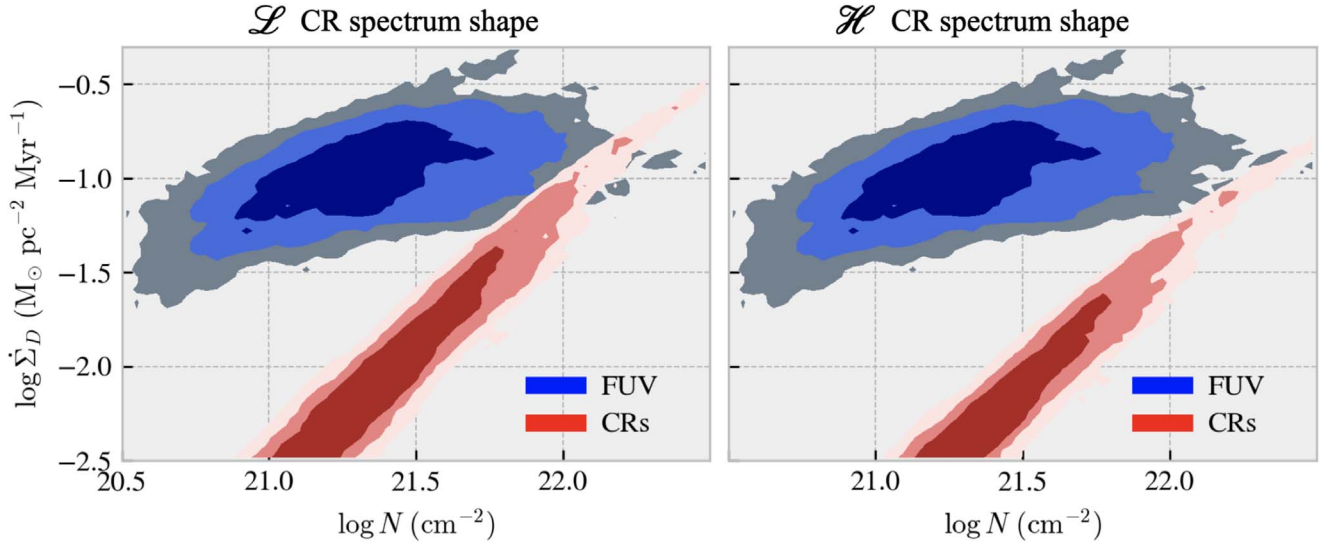 ℒ CR spectrum shape
ℋ CR spectrum shape
log Σ̇_D (M_⊙ pc⁻² Myr⁻¹)
−0.5
−1.0
−1.5
−2.0
−2.5
FUV
CRs
FUV
CRs
20.5 21.0 21.5 22.0
21.0 21.5 22.0
log N (cm⁻²)
log N (cm⁻²)